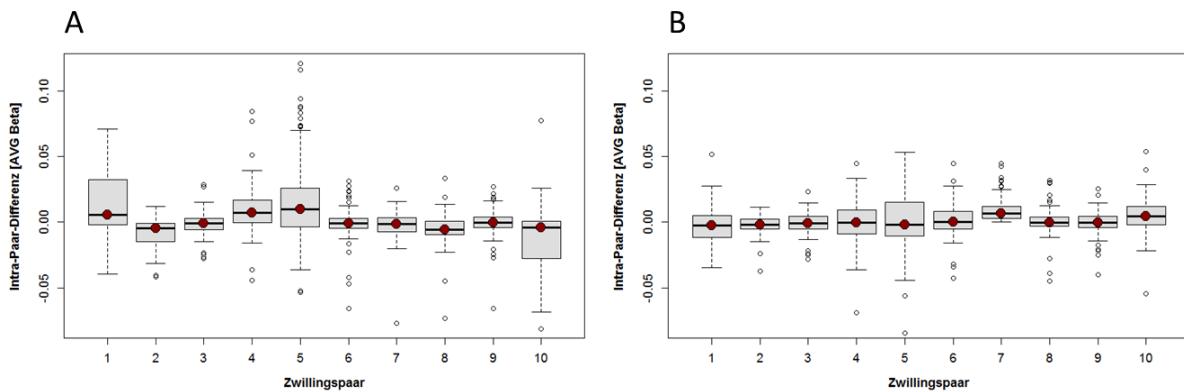 A
Intra-Paar-Differenz [AVG Beta]
0.10
0.05
0.00
-0.05
1 2 3 4 5 6 7 8 9 10
Zwillingspaar
B
Intra-Paar-Differenz [AVG Beta]
0.10
0.05
0.00
-0.05
1 2 3 4 5 6 7 8 9 10
Zwillingspaar